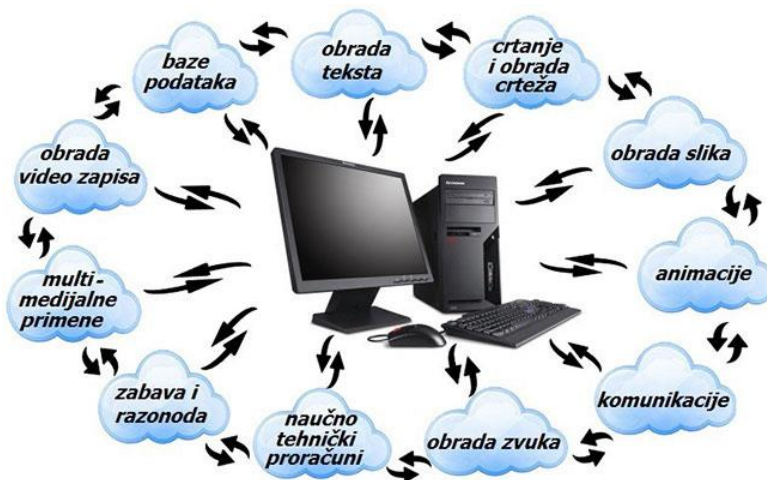 baze
podataka
obrada
teksta
crtanje
i obrada
crteža
obrada slika
animacije
komunikacije
obrada zvuka
naučno
tehnički
proračuni
zabava i
razonoda
multi-
medijalne
primene
obrada
video zapisa